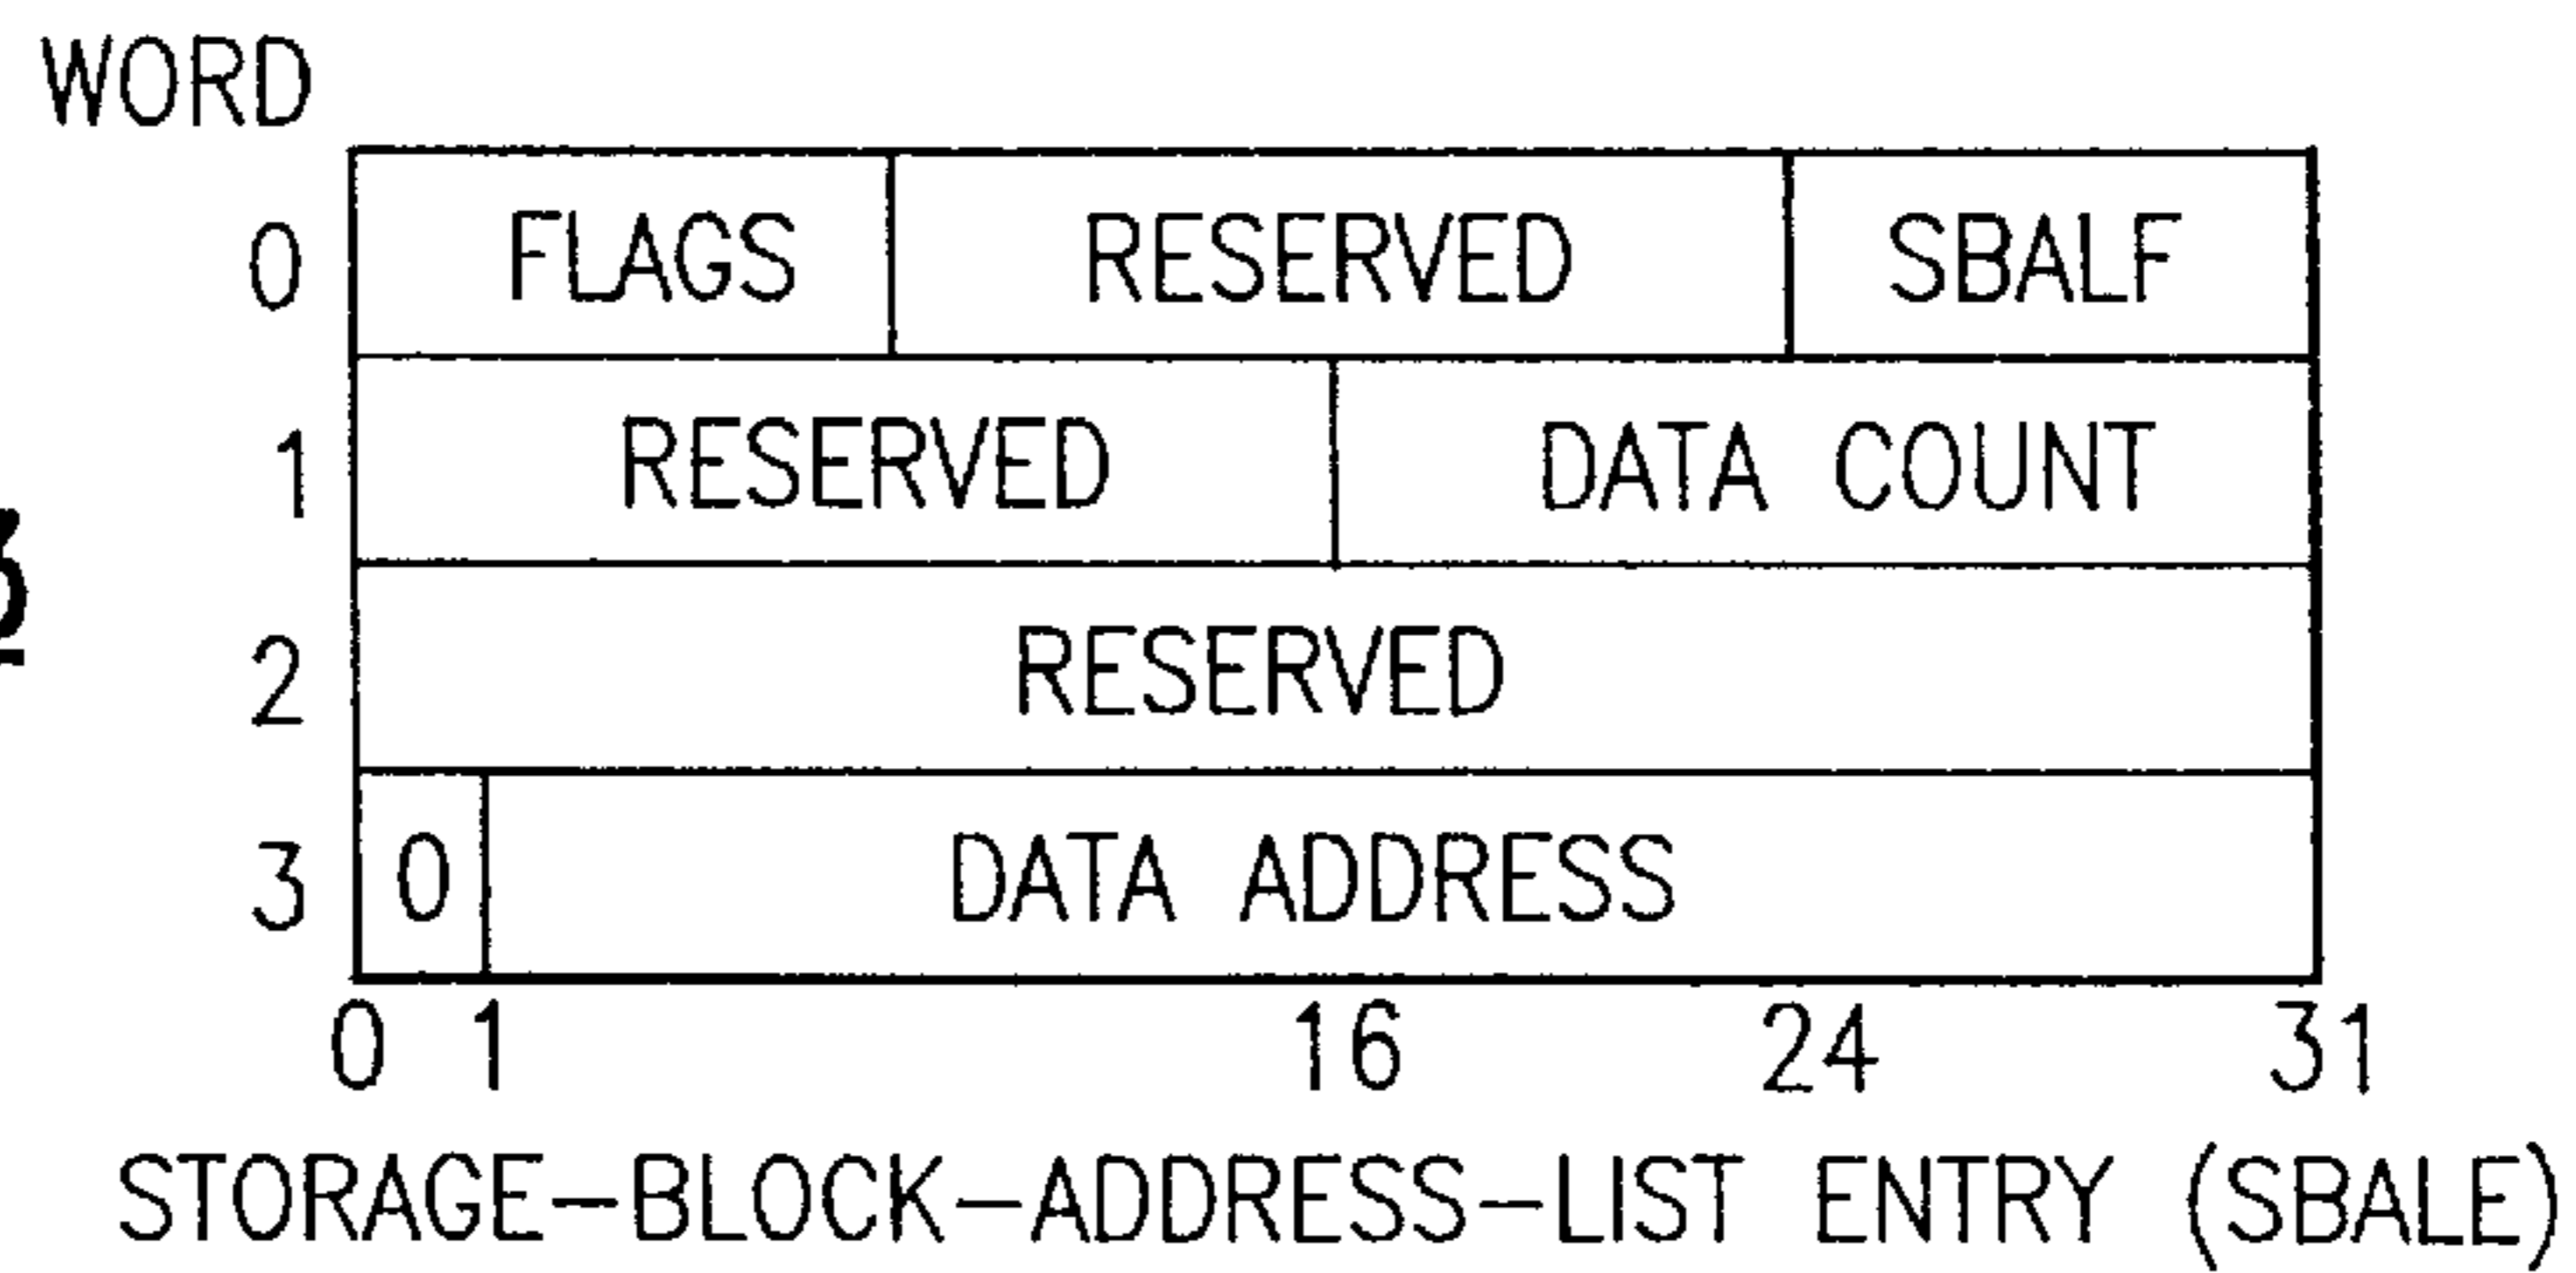 WORD
0 FLAGS RESERVED SBALF
1 RESERVED DATA COUNT
2 RESERVED
3 0 DATA ADDRESS
0 1 16 24 31
STORAGE-BLOCK-ADDRESS-LIST ENTRY (SBALE)